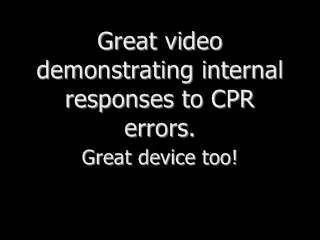 Great video
demonstrating internal
responses to CPR
errors.
Great device too!